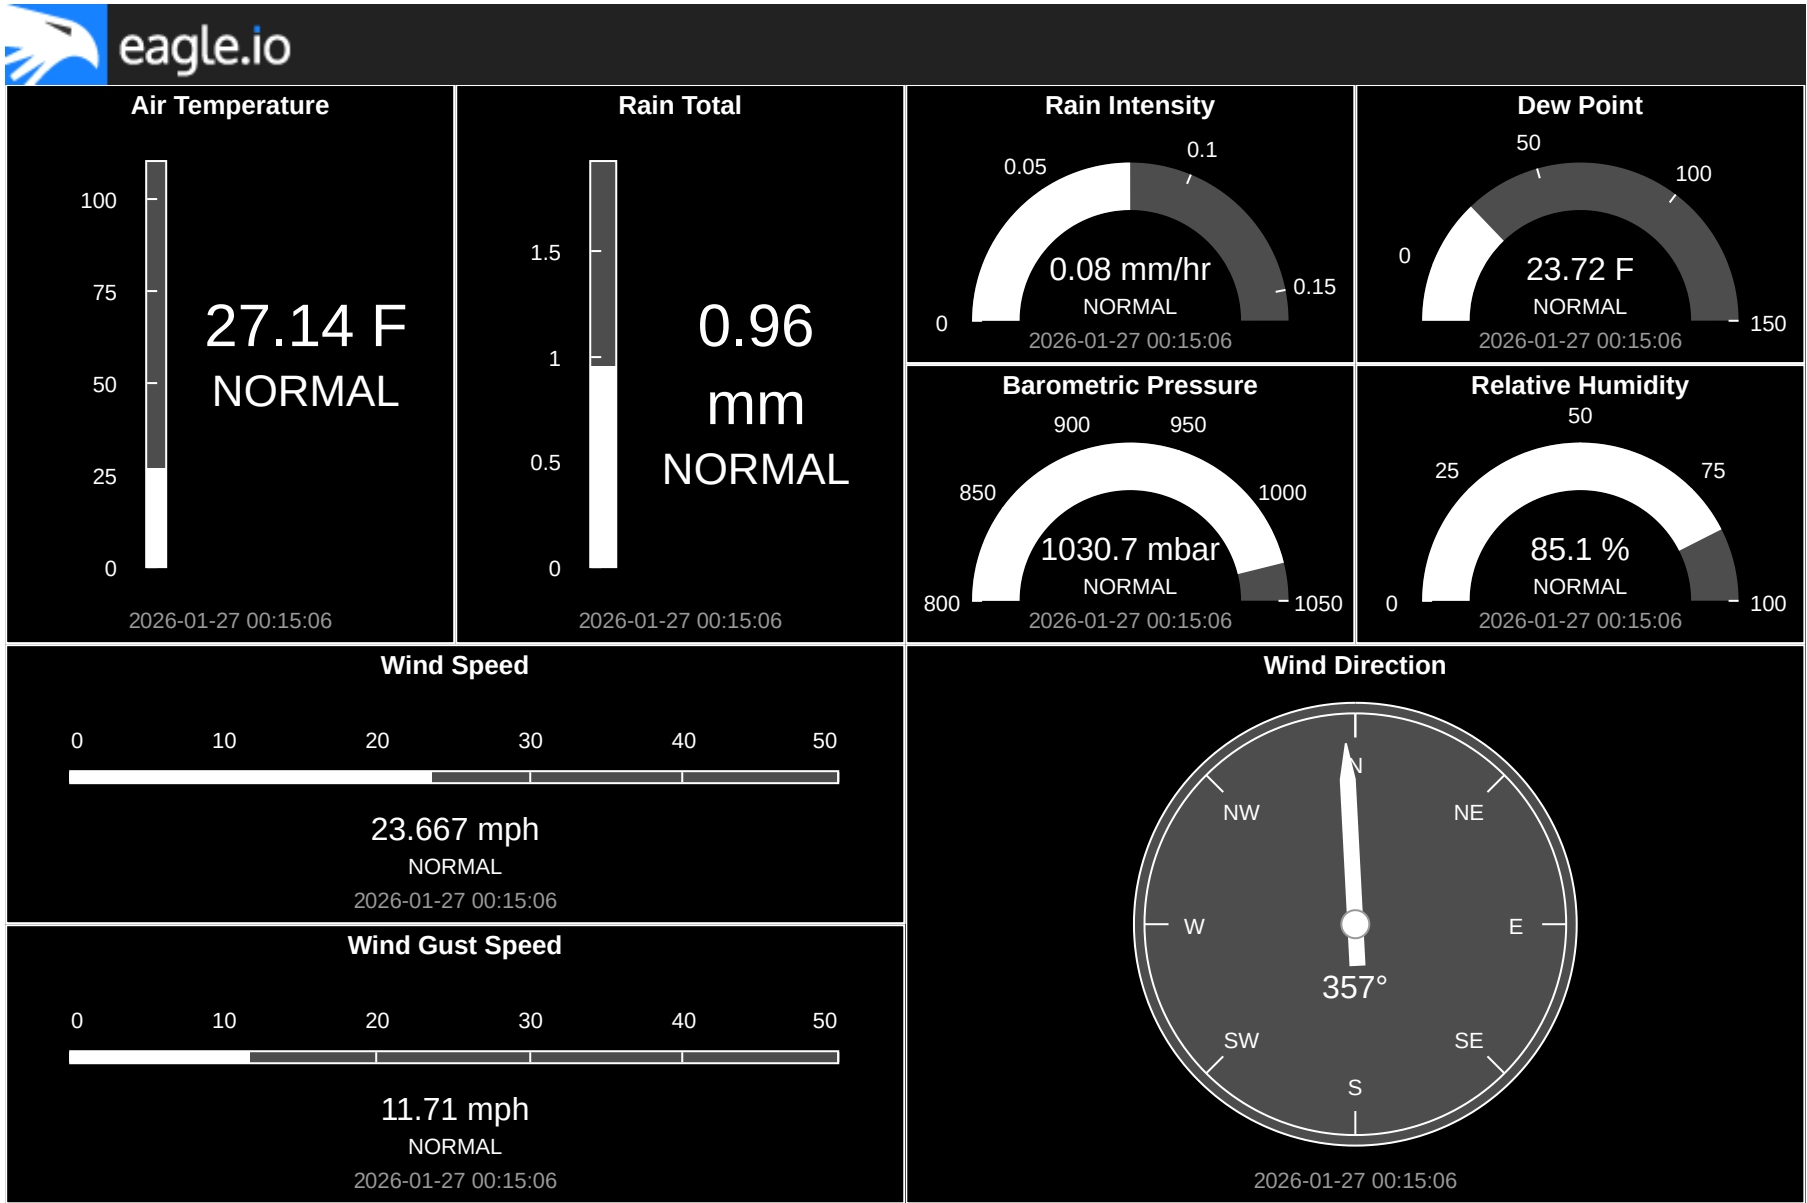 eagle.io
Air Temperature
100
75
50
25
0
27.14 F
NORMAL
2026-01-27 00:15:06
Rain Total
1.5
1
0.5
0
0.96
mm
NORMAL
2026-01-27 00:15:06
Rain Intensity
0
0.05
0.1
0.15
0.08 mm/hr
NORMAL
2026-01-27 00:15:06
Dew Point
0
50
100
150
23.72 F
NORMAL
2026-01-27 00:15:06
Barometric Pressure
800
850
900
950
1000
1050
1030.7 mbar
NORMAL
2026-01-27 00:15:06
Relative Humidity
0
25
50
75
100
85.1 %
NORMAL
2026-01-27 00:15:06
Wind Speed
0 10 20 30 40 50
23.667 mph
NORMAL
2026-01-27 00:15:06
Wind Gust Speed
0 10 20 30 40 50
11.71 mph
NORMAL
2026-01-27 00:15:06
Wind Direction
N
NW NE
W E
357°
SW SE
S
2026-01-27 00:15:06